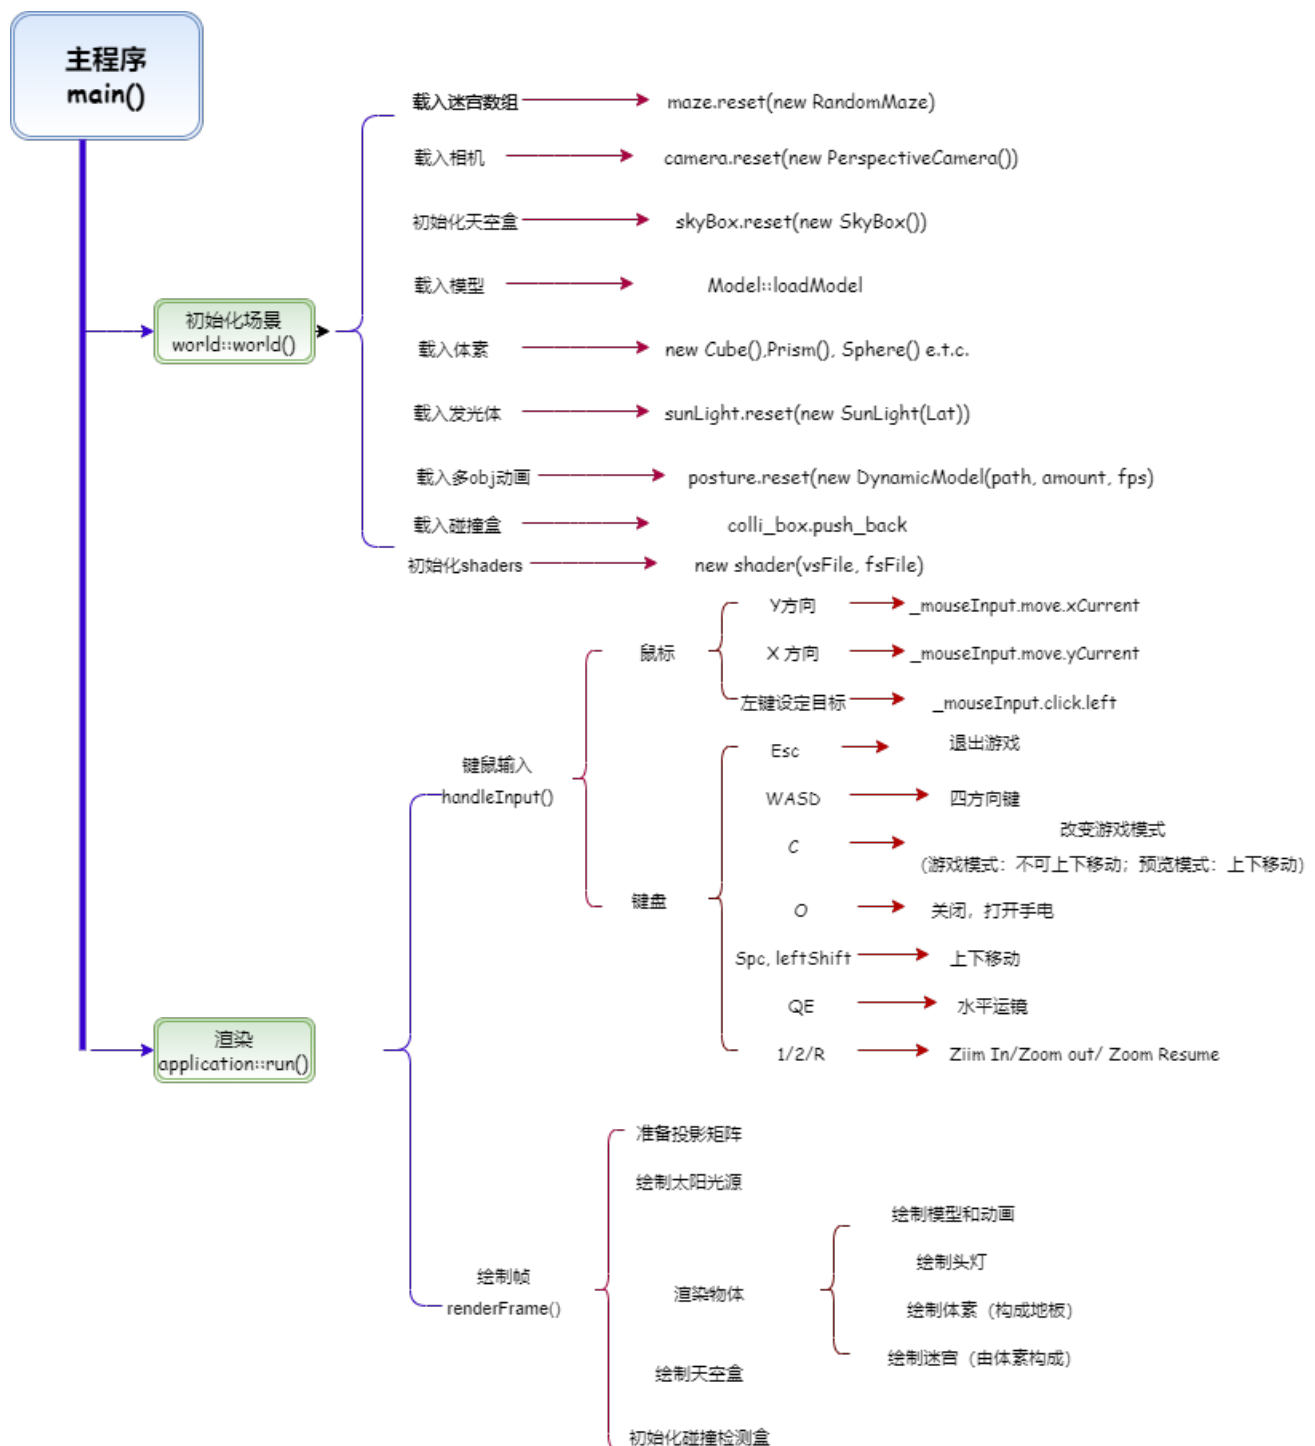 主程序
main()
载入迷宫数组
maze.reset(new RandomMaze)
载入相机
camera.reset(new PerspectiveCamera())
初始化天空盒
skyBox.reset(new SkyBox())
载入模型
Model::loadModel
初始化场景
world::world()
载入体素
new Cube(),Prism(), Sphere() e.t.c.
载入发光体
sunLight.reset(new SunLight(Lat))
载入多obj动画
posture.reset(new DynamicModel(path, amount, fps)
载入碰撞盒
colli_box.push_back
初始化shaders
new shader(vsFile, fsFile)
Y方向
_mouseInput.move.xCurrent
鼠标
X 方向
_mouseInput.move.yCurrent
左键设定目标
_mouseInput.click.left
键鼠输入
handleInput()
Esc
退出游戏
WASD
四方向键
C
改变游戏模式
(游戏模式：不可上下移动；预览模式：上下移动)
键盘
O
关闭，打开手电
Spc, leftShift
上下移动
QE
水平运镜
1/2/R
Ziim In/Zoom out/ Zoom Resume
渲染
application::run()
准备投影矩阵
绘制太阳光源
绘制帧
renderFrame()
渲染物体
绘制模型和动画
绘制头灯
绘制体素（构成地板）
绘制迷宫（由体素构成）
绘制天空盒
初始化碰撞检测盒